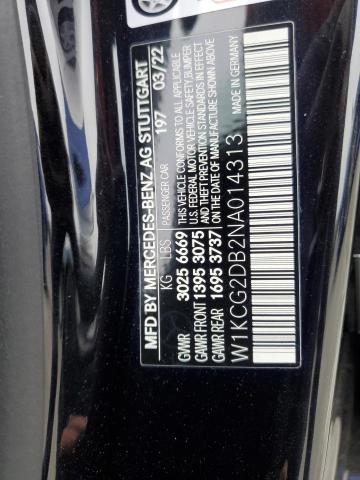 MFD BY MERCEDES-BENZ AG STUTTGART
PASSENGER CAR 197 03/22
KG LBS
GVWR 3025 6669
GAWR FRONT 1395 3075
GAWR REAR 1695 3737
THIS VEHICLE CONFORMS TO ALL APPLICABLE
U.S. FEDERAL MOTOR VEHICLE SAFETY,BUMPER
AND THEFT PREVENTION STANDARDS IN EFFECT
ON THE DATE OF MANUFACTURE SHOWN ABOVE
W1KCG2DB2NA014313
MADE IN GERMANY